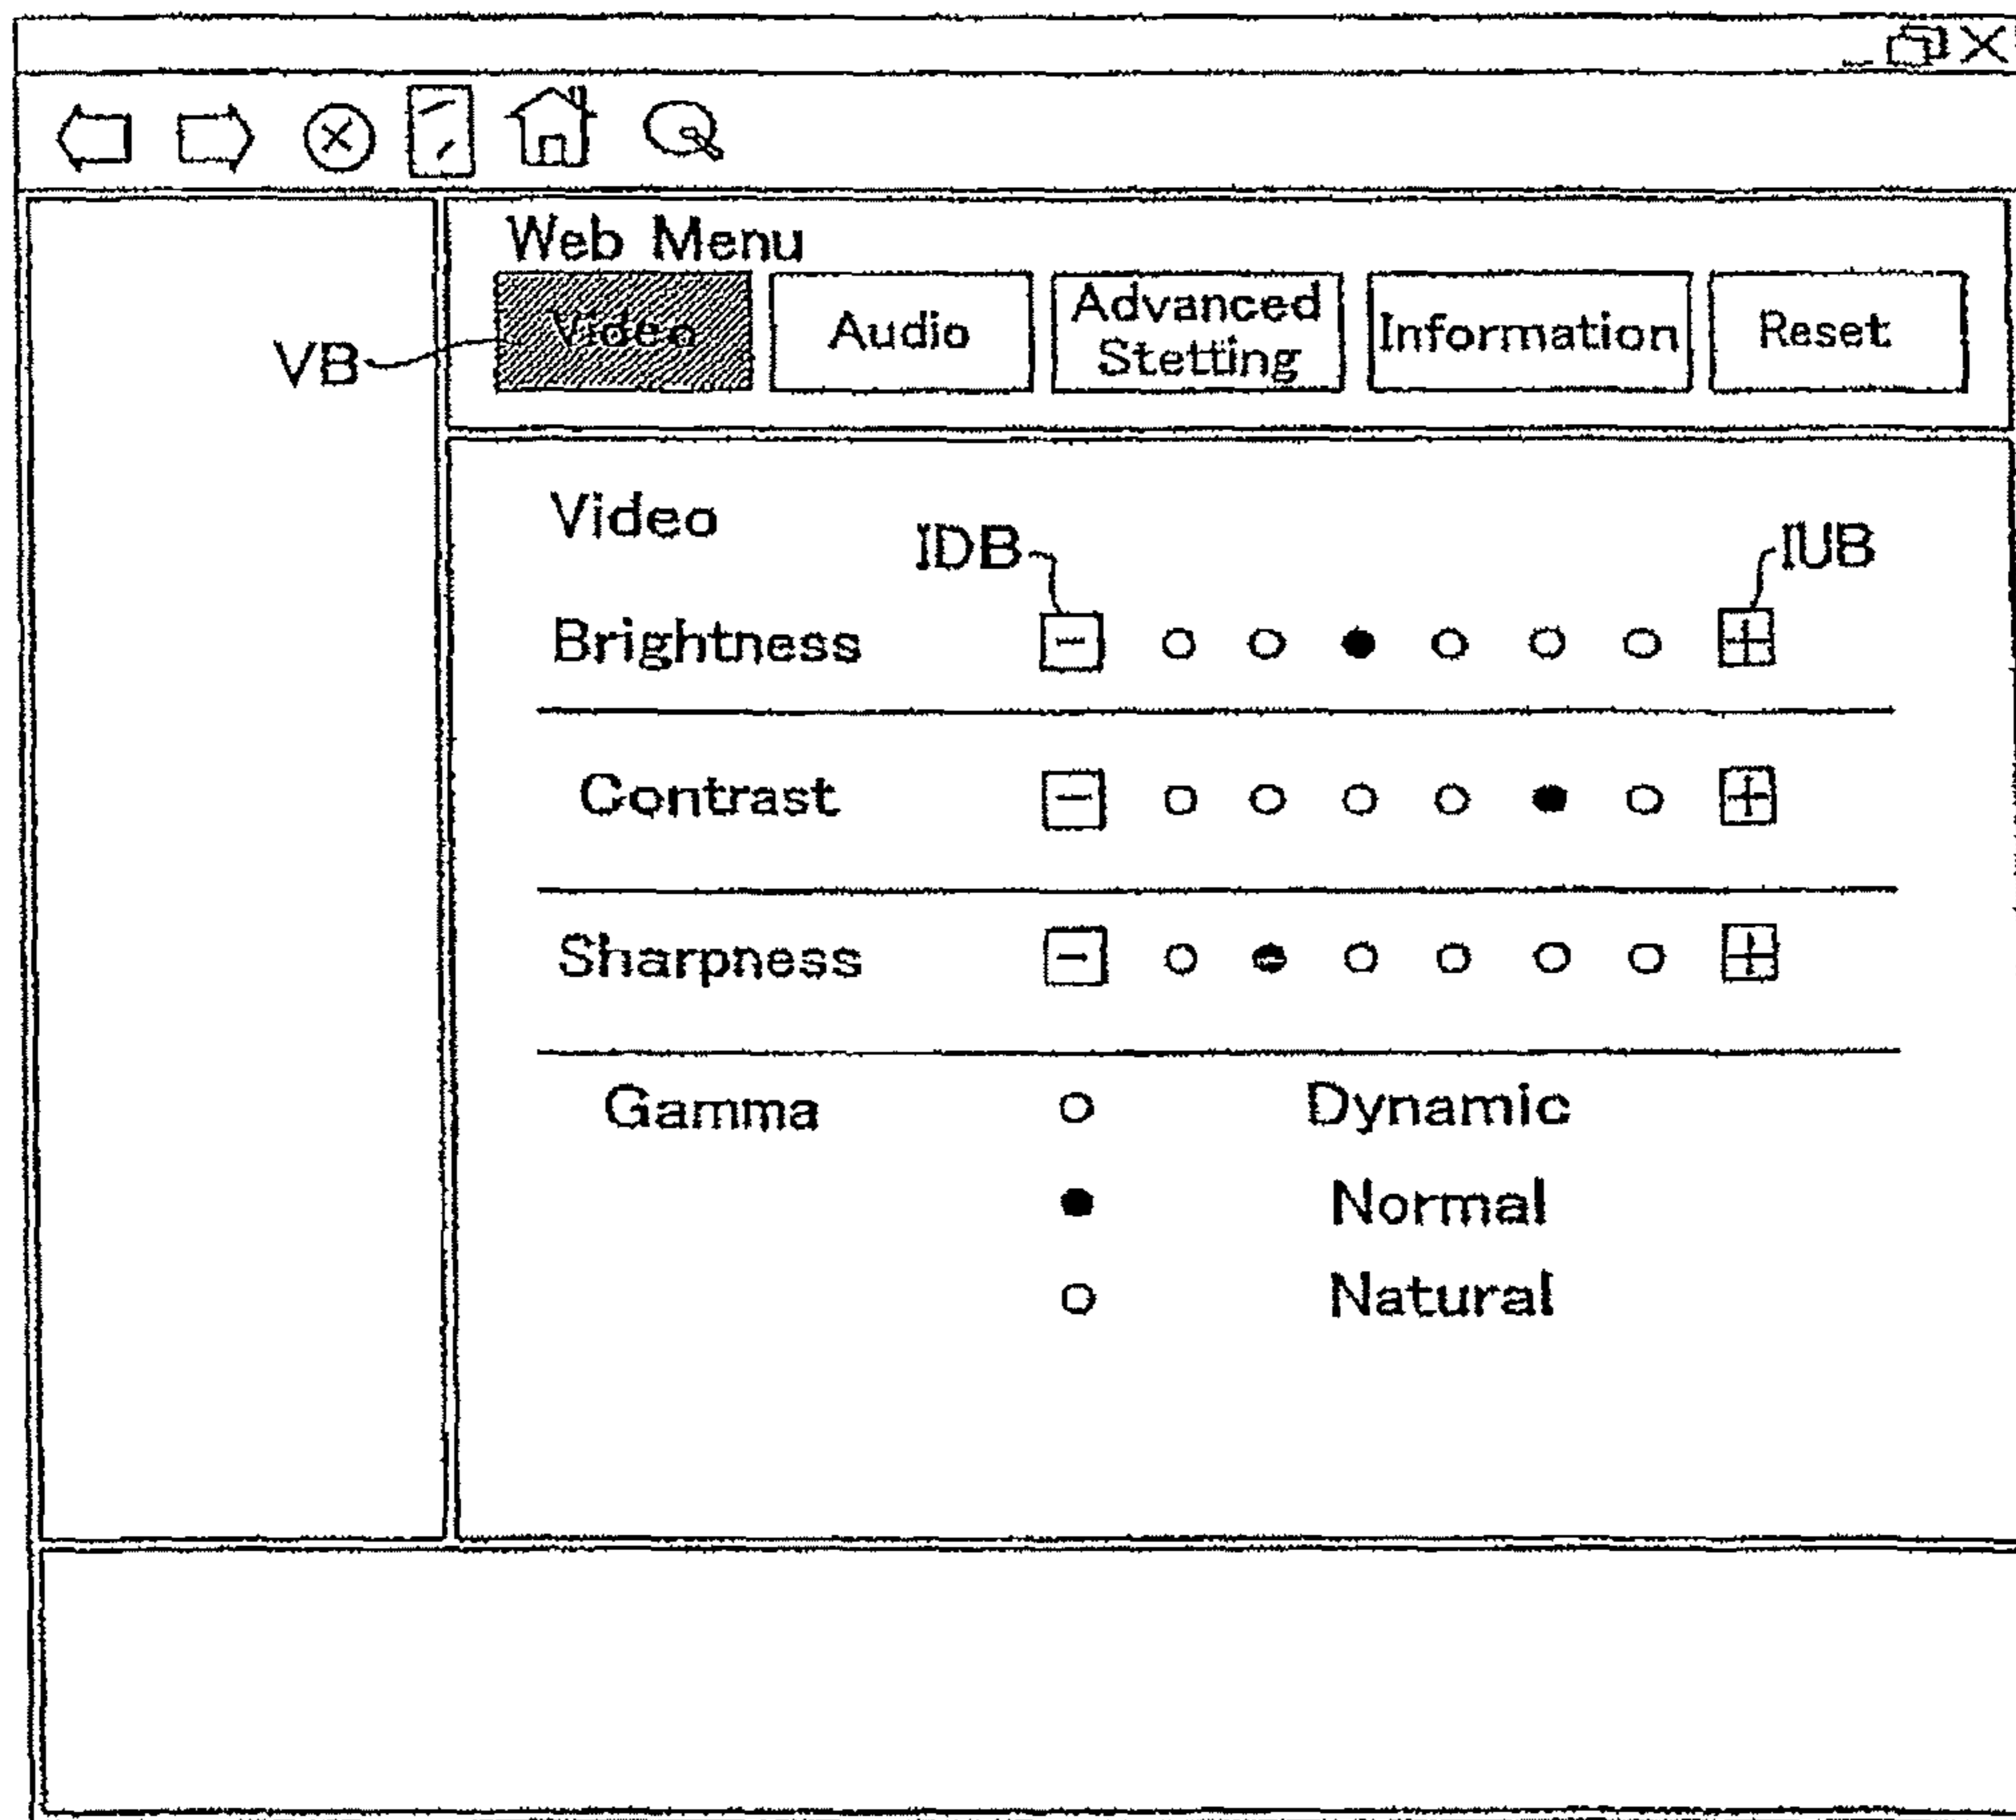 Web Menu
Video Audio Advanced Stetting Information Reset
VB
Video
IDB IUB
Brightness - +
Contrast - +
Sharpness - +
Gamma Dynamic
Normal
Natural